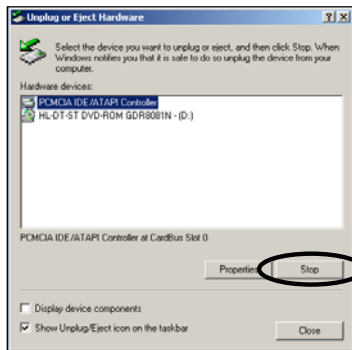 Unplug or Eject Hardware
Select the device you want to unplug or eject, and then click Stop. When
Windows notifies you that it is safe to do so unplug the device from your
computer.
Hardware devices:
PCMCIA IDE/ATAPI Controller
HL-DT-ST DVD-ROM GDR8081N - (D:)
PCMCIA IDE/ATAPI Controller at CardBus Slot 0
Properties Stop
Display device components
Show Unplug/Eject icon on the taskbar
Close